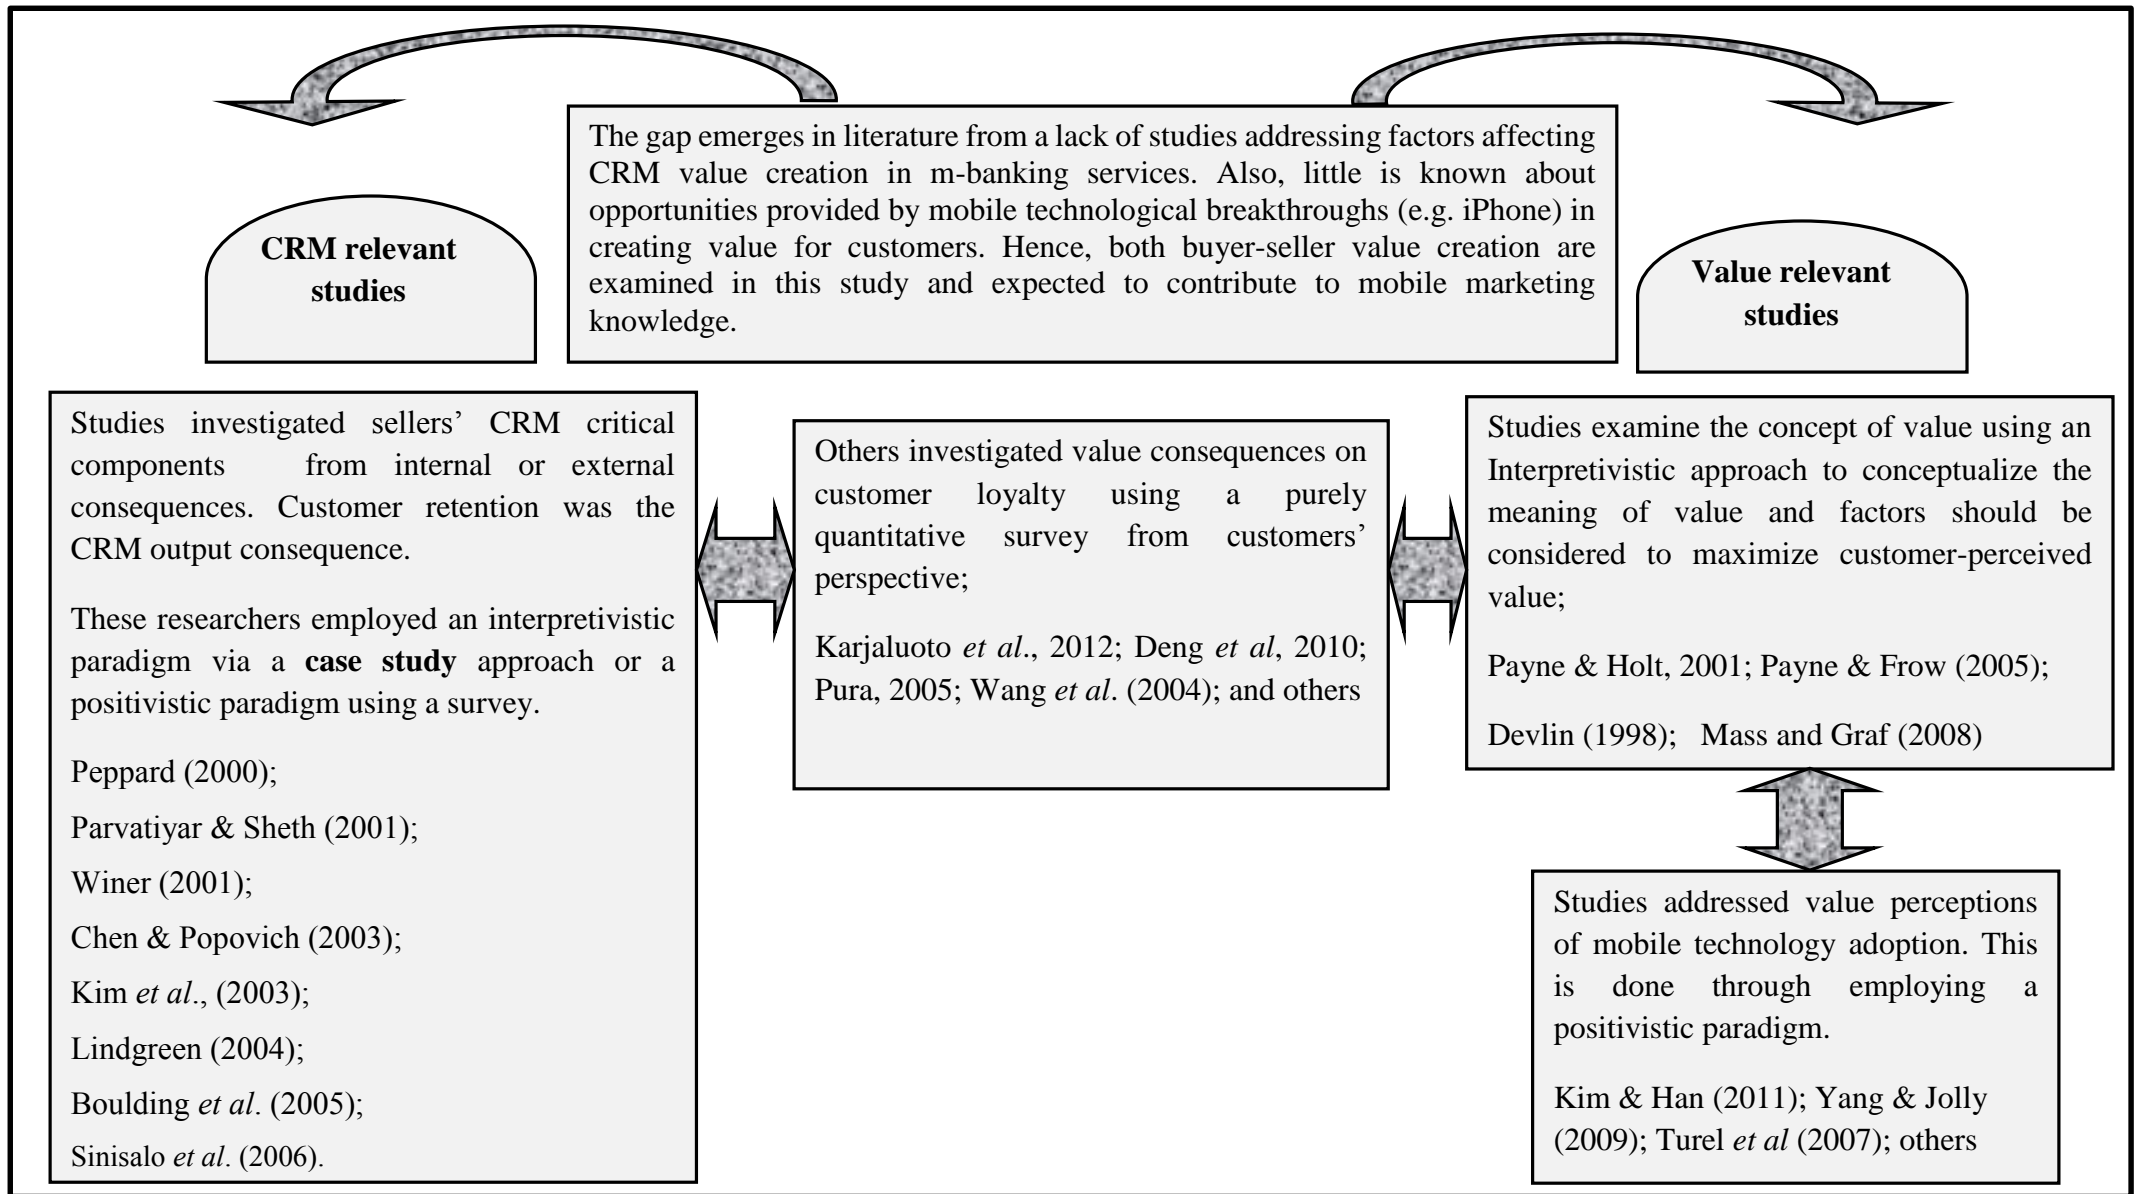 The gap emerges in literature from a lack of studies addressing factors affecting
CRM value creation in m-banking services. Also, little is known about
opportunities provided by mobile technological breakthroughs (e.g. iPhone) in
creating value for customers. Hence, both buyer-seller value creation are
examined in this study and expected to contribute to mobile marketing
knowledge.
CRM relevant
studies
Value relevant
studies
Studies investigated sellers’ CRM critical
components from internal or external
consequences. Customer retention was the
CRM output consequence.
These researchers employed an interpretivistic
paradigm via a case study approach or a
positivistic paradigm using a survey.
Peppard (2000);
Parvatiyar & Sheth (2001);
Winer (2001);
Chen & Popovich (2003);
Kim et al., (2003);
Lindgreen (2004);
Boulding et al. (2005);
Sinisalo et al. (2006).
Others investigated value consequences on
customer loyalty using a purely
quantitative survey from customers’
perspective;
Karjaluoto et al., 2012; Deng et al, 2010;
Pura, 2005; Wang et al. (2004); and others
Studies examine the concept of value using an
Interpretivistic approach to conceptualize the
meaning of value and factors should be
considered to maximize customer-perceived
value;
Payne & Holt, 2001; Payne & Frow (2005);
Devlin (1998); Mass and Graf (2008)
Studies addressed value perceptions
of mobile technology adoption. This
is done through employing a
positivistic paradigm.
Kim & Han (2011); Yang & Jolly
(2009); Turel et al (2007); others